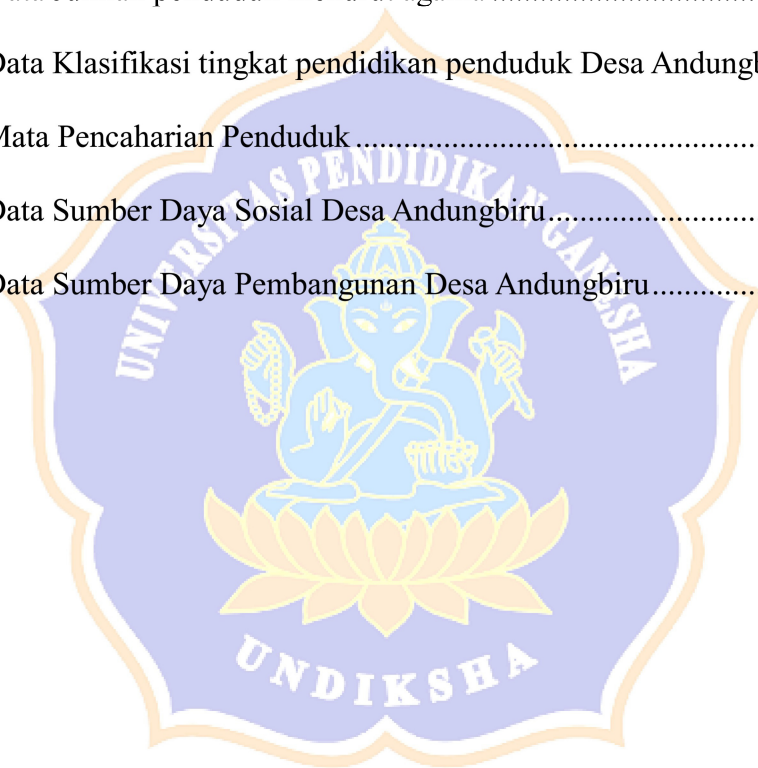 Data Klasifikasi tingkat pendidikan penduduk Desa
Mata Pencaharian Penduduk ..................................................
Data Sumber Daya Sosial Desa Andungbiru..........................
Data Sumber Daya Pembangunan Desa Andungbiru.............
UNIVERSITAS PENDIDIKAN GANESHA
UNDIKSHA